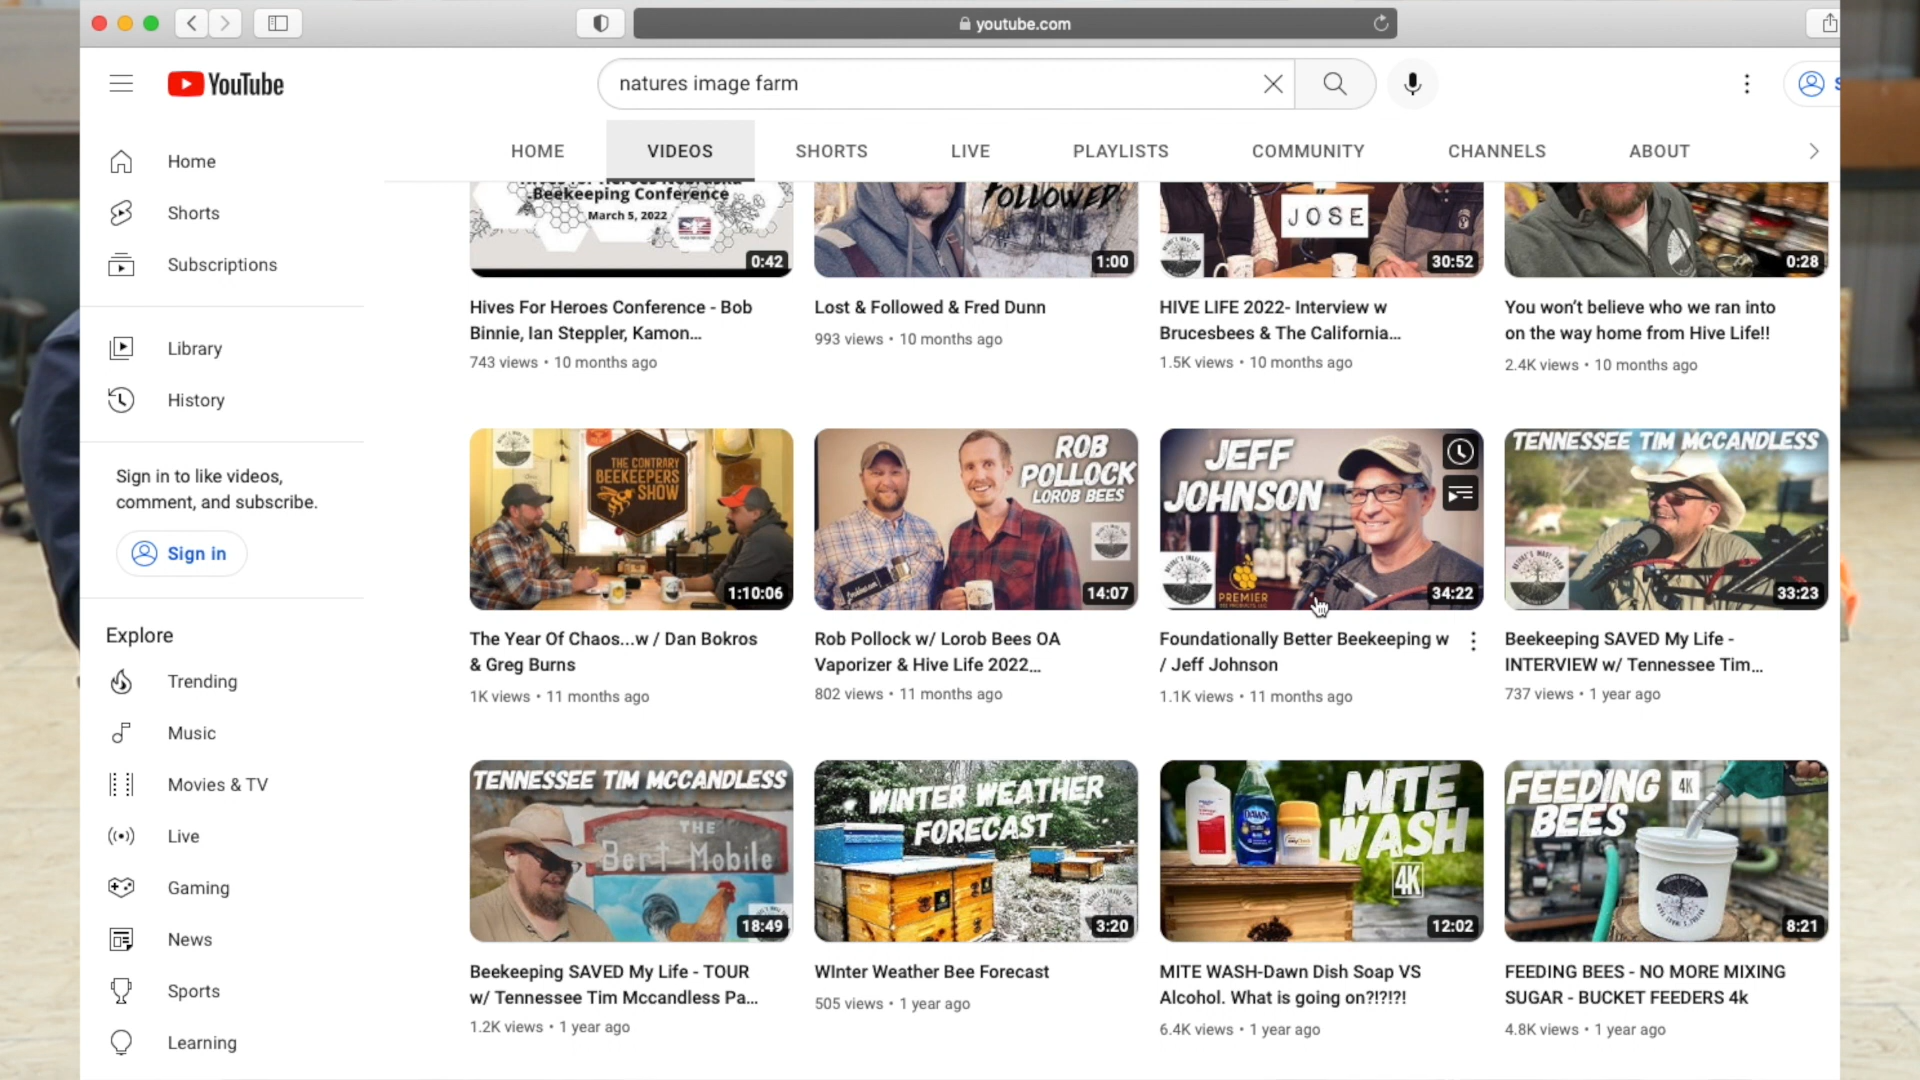 youtube.com
YouTube
natures image farm
HOME
VIDEOS
SHORTS
LIVE
PLAYLISTS
COMMUNITY
CHANNELS
ABOUT
Home
Shorts
Subscriptions
Library
History
Sign in to like videos,
comment, and subscribe.
Sign in
Explore
Trending
Music
Movies & TV
Live
Gaming
News
Sports
Learning
Beekeeping Conference
March 5, 2022
0:42
Hives For Heroes Conference - Bob
Binnie, Ian Steppler, Kamon...
743 views • 10 months ago
FOLLOWED
1:00
Lost & Followed & Fred Dunn
993 views • 10 months ago
JOSE
30:52
HIVE LIFE 2022- Interview w
Brucesbees & The California...
1.5K views • 10 months ago
0:28
You won't believe who we ran into
on the way home from Hive Life!!
2.4K views • 10 months ago
THE CONTRARY
BEEKEEPERS
SHOW
1:10:06
The Year Of Chaos...w / Dan Bokros
& Greg Burns
1K views • 11 months ago
ROB
POLLOCK
LOROB BEES
14:07
Rob Pollock w/ Lorob Bees OA
Vaporizer & Hive Life 2022...
802 views • 11 months ago
JEFF
JOHNSON
PREMIER
34:22
Foundationally Better Beekeeping w
/ Jeff Johnson
1.1K views • 11 months ago
TENNESSEE TIM MCCANDLESS
33:23
Beekeeping SAVED My Life -
INTERVIEW w/ Tennessee Tim...
737 views • 1 year ago
TENNESSEE TIM MCCANDLESS
THE
Bert Mobile
18:49
Beekeeping SAVED My Life - TOUR
w/ Tennessee Tim Mccandless Pa...
1.2K views • 1 year ago
WINTER WEATHER
FORECAST
3:20
WInter Weather Bee Forecast
505 views • 1 year ago
MITE
WASH
4K
DAWN
12:02
MITE WASH-Dawn Dish Soap VS
Alcohol. What is going on?!?!?!
6.4K views • 1 year ago
FEEDING 4K
BEES
8:21
FEEDING BEES - NO MORE MIXING
SUGAR - BUCKET FEEDERS 4k
4.8K views • 1 year ago